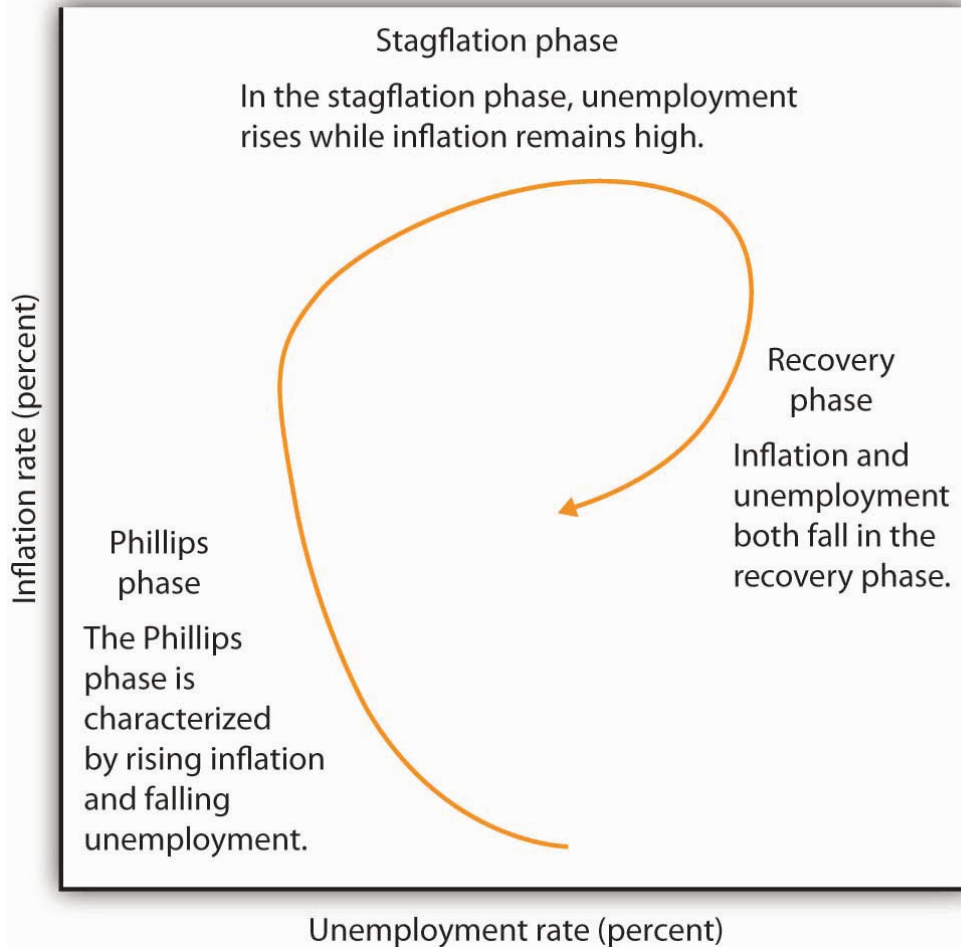 Stagflation phase
In the stagflation phase, unemployment
rises while inflation remains high.
Recovery
phase
Inflation and
unemployment
both fall in the
recovery phase.
Phillips
phase
The Phillips
phase is
characterized
by rising inflation
and falling
unemployment.
Inflation rate (percent)
Unemployment rate (percent)